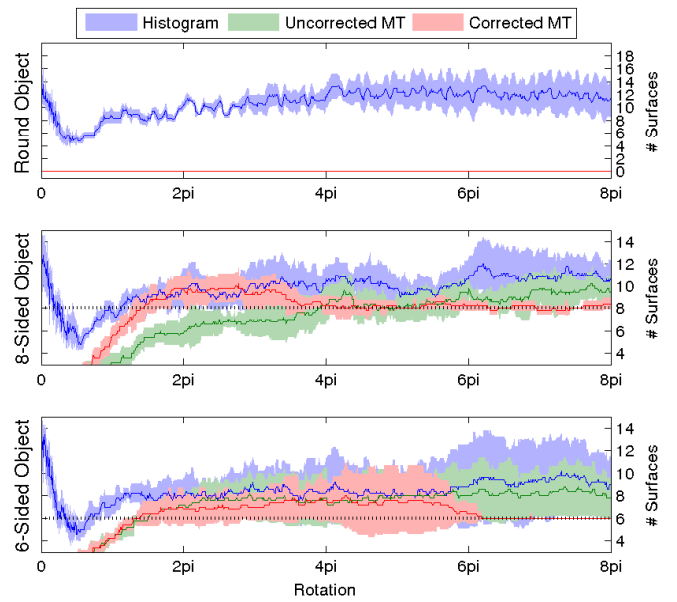 Histogram Uncorrected MT Corrected MT
Round Object
18
16
14
12
10
8
6
4
2
0
# Surfaces
0 2pi 4pi 6pi 8pi
8-Sided Object
14
12
10
8
6
4
# Surfaces
0 2pi 4pi 6pi 8pi
6-Sided Object
14
12
10
8
6
4
# Surfaces
0 2pi 4pi 6pi 8pi
Rotation